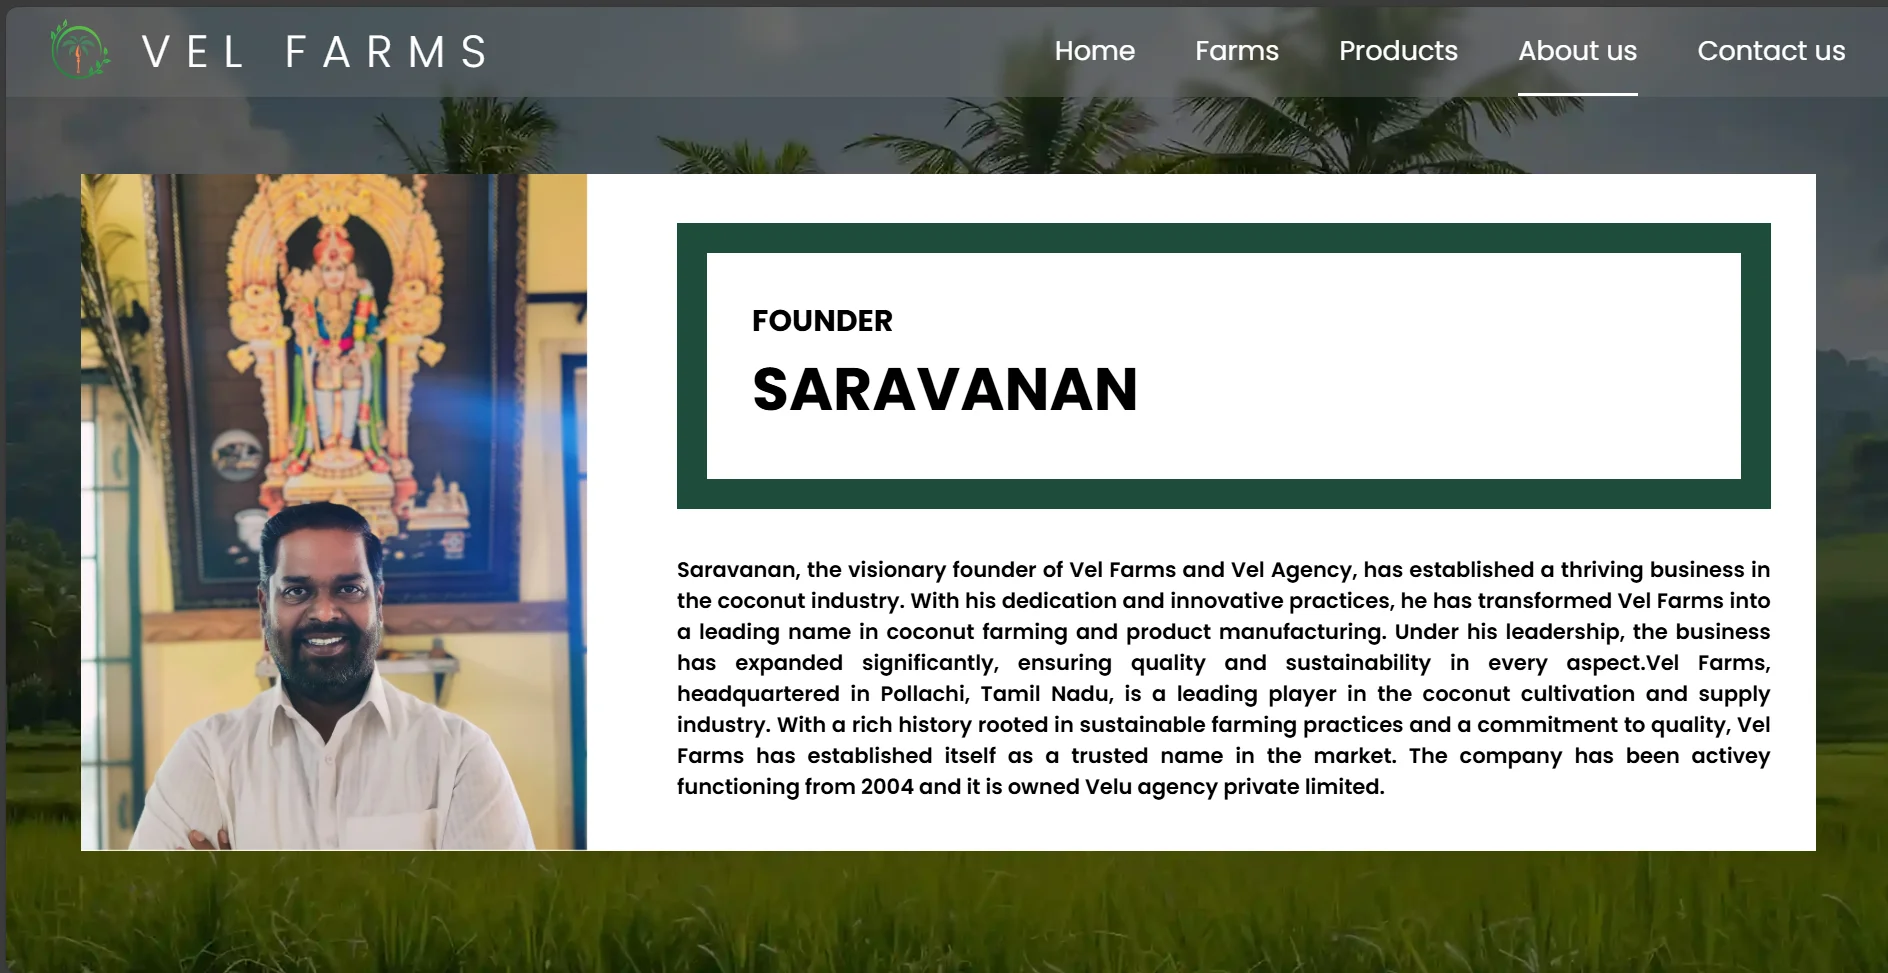 VEL FARMS
Home
Farms
Products
About us
Contact us
FOUNDER
SARAVANAN
Saravanan, the visionary founder of Vel Farms and Vel Agency, has established a thriving business in
the coconut industry. With his dedication and innovative practices, he has transformed Vel Farms into
a leading name in coconut farming and product manufacturing. Under his leadership, the business
has expanded significantly, ensuring quality and sustainability in every aspect.Vel Farms,
headquartered in Pollachi, Tamil Nadu, is a leading player in the coconut cultivation and supply
industry. With a rich history rooted in sustainable farming practices and a commitment to quality, Vel
Farms has established itself as a trusted name in the market. The company has been activey
functioning from 2004 and it is owned Velu agency private limited.